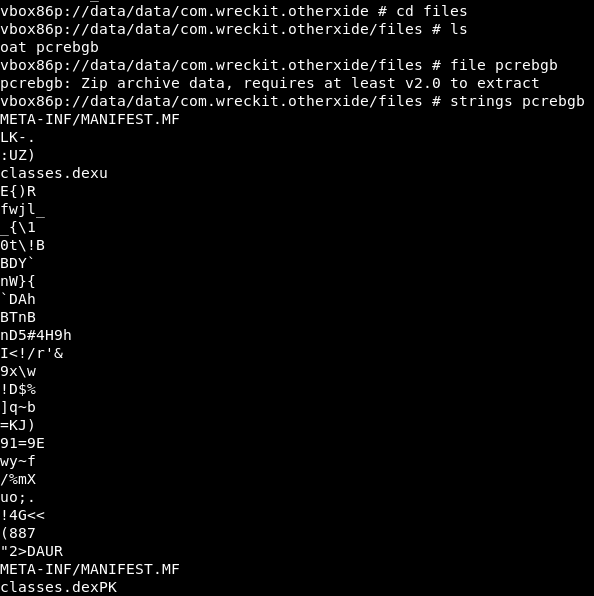 vbox86p://data/data/com.wreckit.otherxide # cd files
vbox86p://data/data/com.wreckit.otherxide/files # ls
oat pcrebgb
vbox86p://data/data/com.wreckit.otherxide/files # file pcrebgb
pcrebgb: Zip archive data, requires at least v2.0 to extract
vbox86p://data/data/com.wreckit.otherxide/files # strings pcrebgb
META-INF/MANIFEST.MF
LK-.
:UZ)
classes.dexu
E{)R
fwjl_
_{\1
0t\!B
BDY`
nW}{
`DAh
BTnB
nD5#4H9h
I<!/r'&
9x\w
!D$%
]q~b
=KJ)
91=9E
wy~f
/%mX
uo;.
!4G<<
(887
"2>DAUR
META-INF/MANIFEST.MF
classes.dexPK